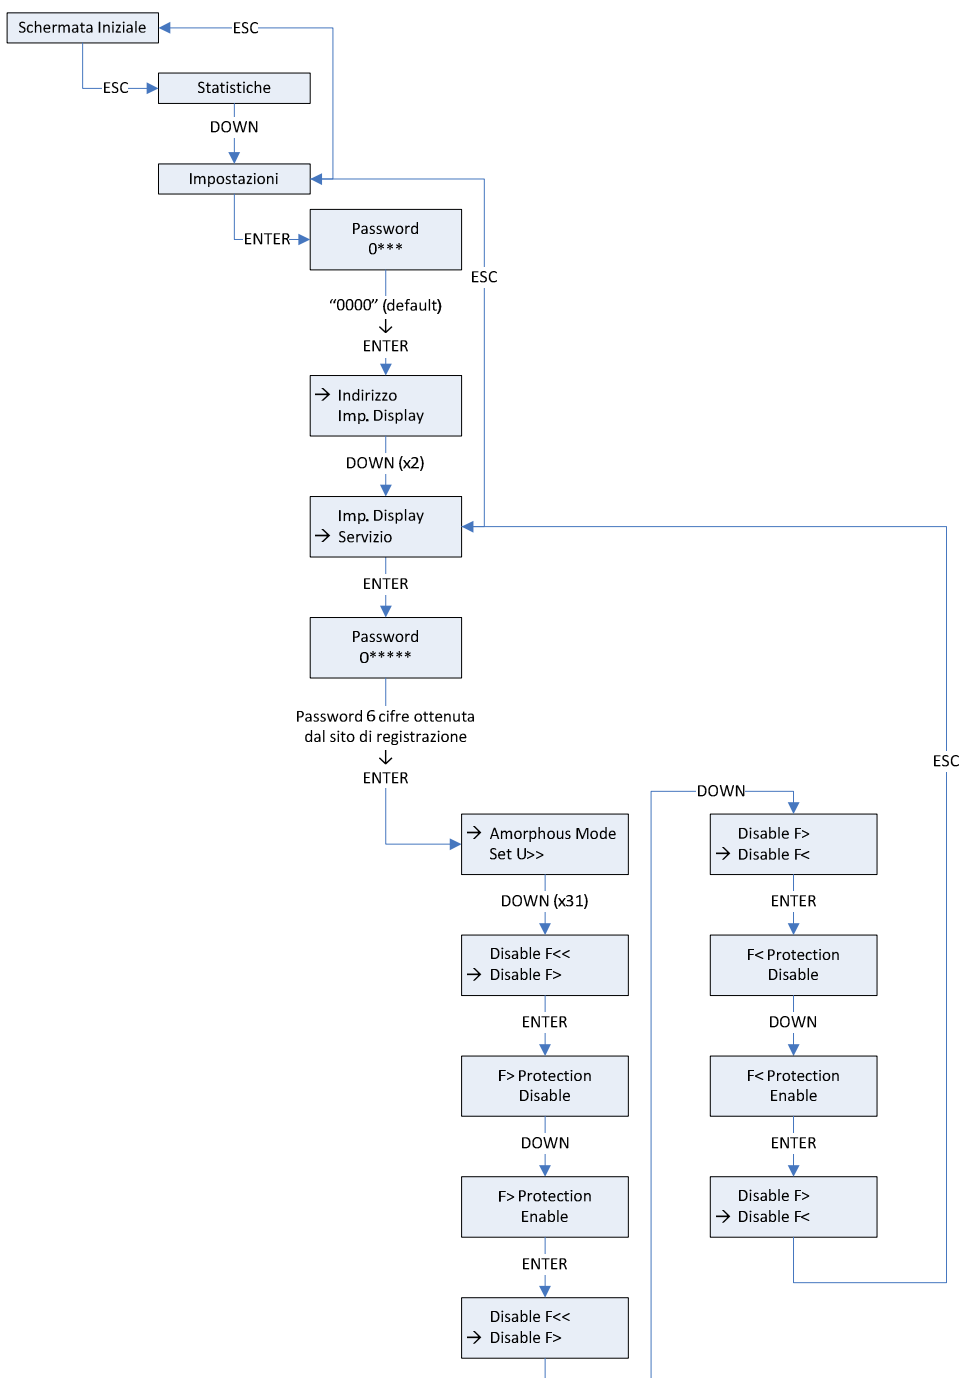 Schermata Iniziale
ESC
ESC
Statistiche
DOWN
Impostazioni
ENTER
Password
0***
ESC
“0000” (default)
↓
ENTER
→ Indirizzo
Imp. Display
DOWN (x2)
Imp. Display
→ Servizio
ENTER
Password
0*****
Password 6 cifre ottenuta
dal sito di registrazione
↓
ENTER
→ Amorphous Mode
Set U>>
DOWN (x31)
Disable F<<
→ Disable F>
ENTER
F> Protection
Disable
DOWN
F> Protection
Enable
ENTER
Disable F<<
→ Disable F>
DOWN
Disable F>
→ Disable F<
ENTER
F< Protection
Disable
DOWN
F< Protection
Enable
ENTER
Disable F>
→ Disable F<
ESC